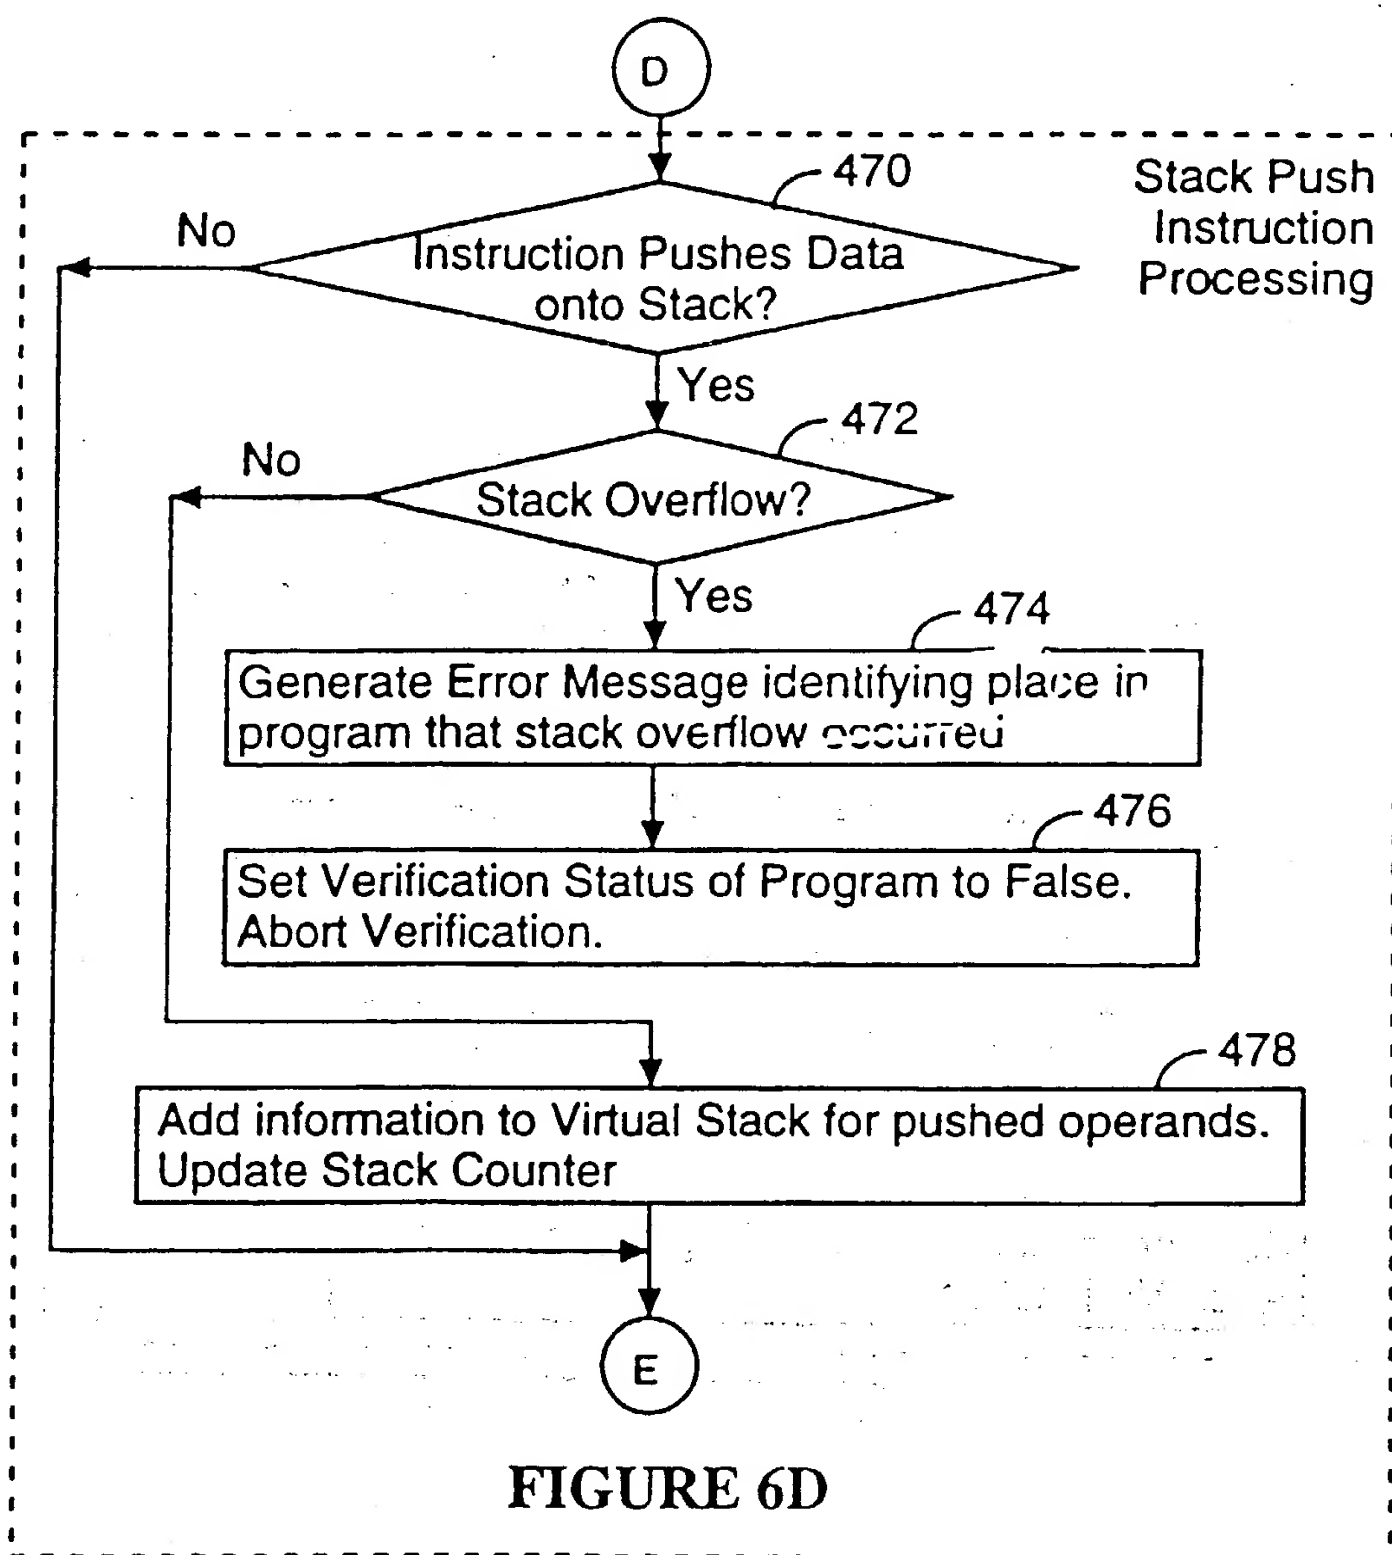 D
470
Stack Push
Instruction
Processing
No
Instruction Pushes Data
onto Stack?
Yes
472
No
Stack Overflow?
Yes
474
Generate Error Message identifying place in
program that stack overflow occurred
476
Set Verification Status of Program to False.
Abort Verification.
478
Add information to Virtual Stack for pushed operands.
Update Stack Counter
E
FIGURE 6D